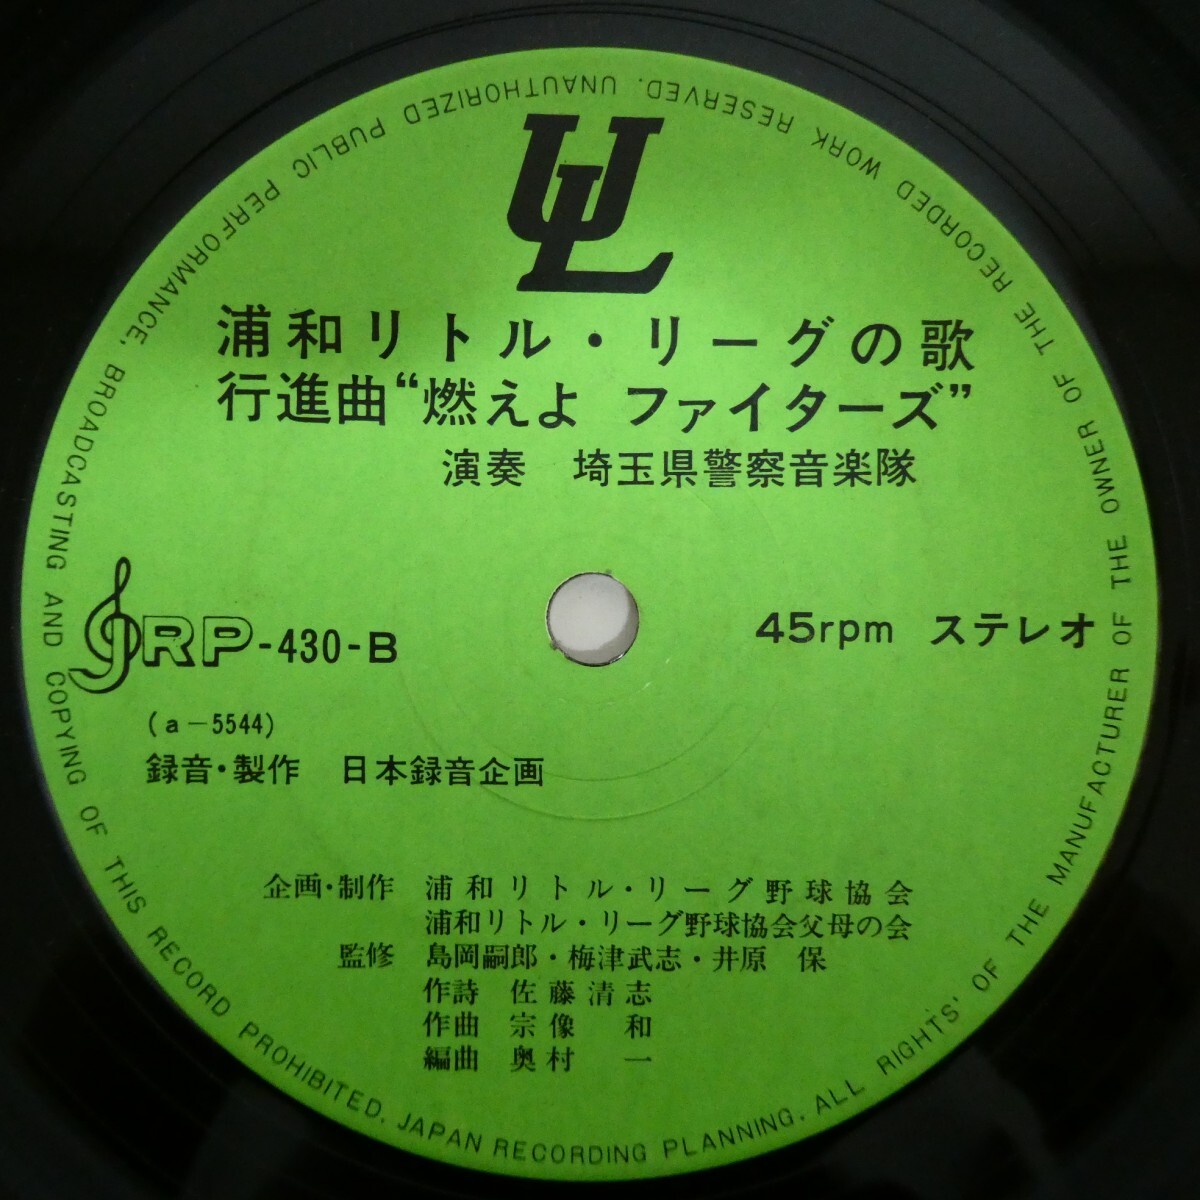 UL
浦和リトル・リーグの歌
行進曲“燃えよ ファイターズ”
演奏 埼玉県警察音楽隊
JRP-430-B
45rpm ステレオ
(a-5544)
録音・製作 日本録音企画
企画・制作 浦和リトル・リーグ野球協会
浦和リトル・リーグ野球協会父母の会
監修 島岡嗣郎・梅津武志・井原 保
作詩 佐藤清志
作曲 宗像 和
編曲 奥村 一
JAPAN RECORDING PLANNING, ALL RIGHTS' OF THE MANUFACTURER OF THE OWNER OF THE RECORDED WORK RESERVED. UNAUTHORIZED PUBLIC PERFORMANCE, BROADCASTING AND COPYING OF THIS RECORD PROHIBITED.